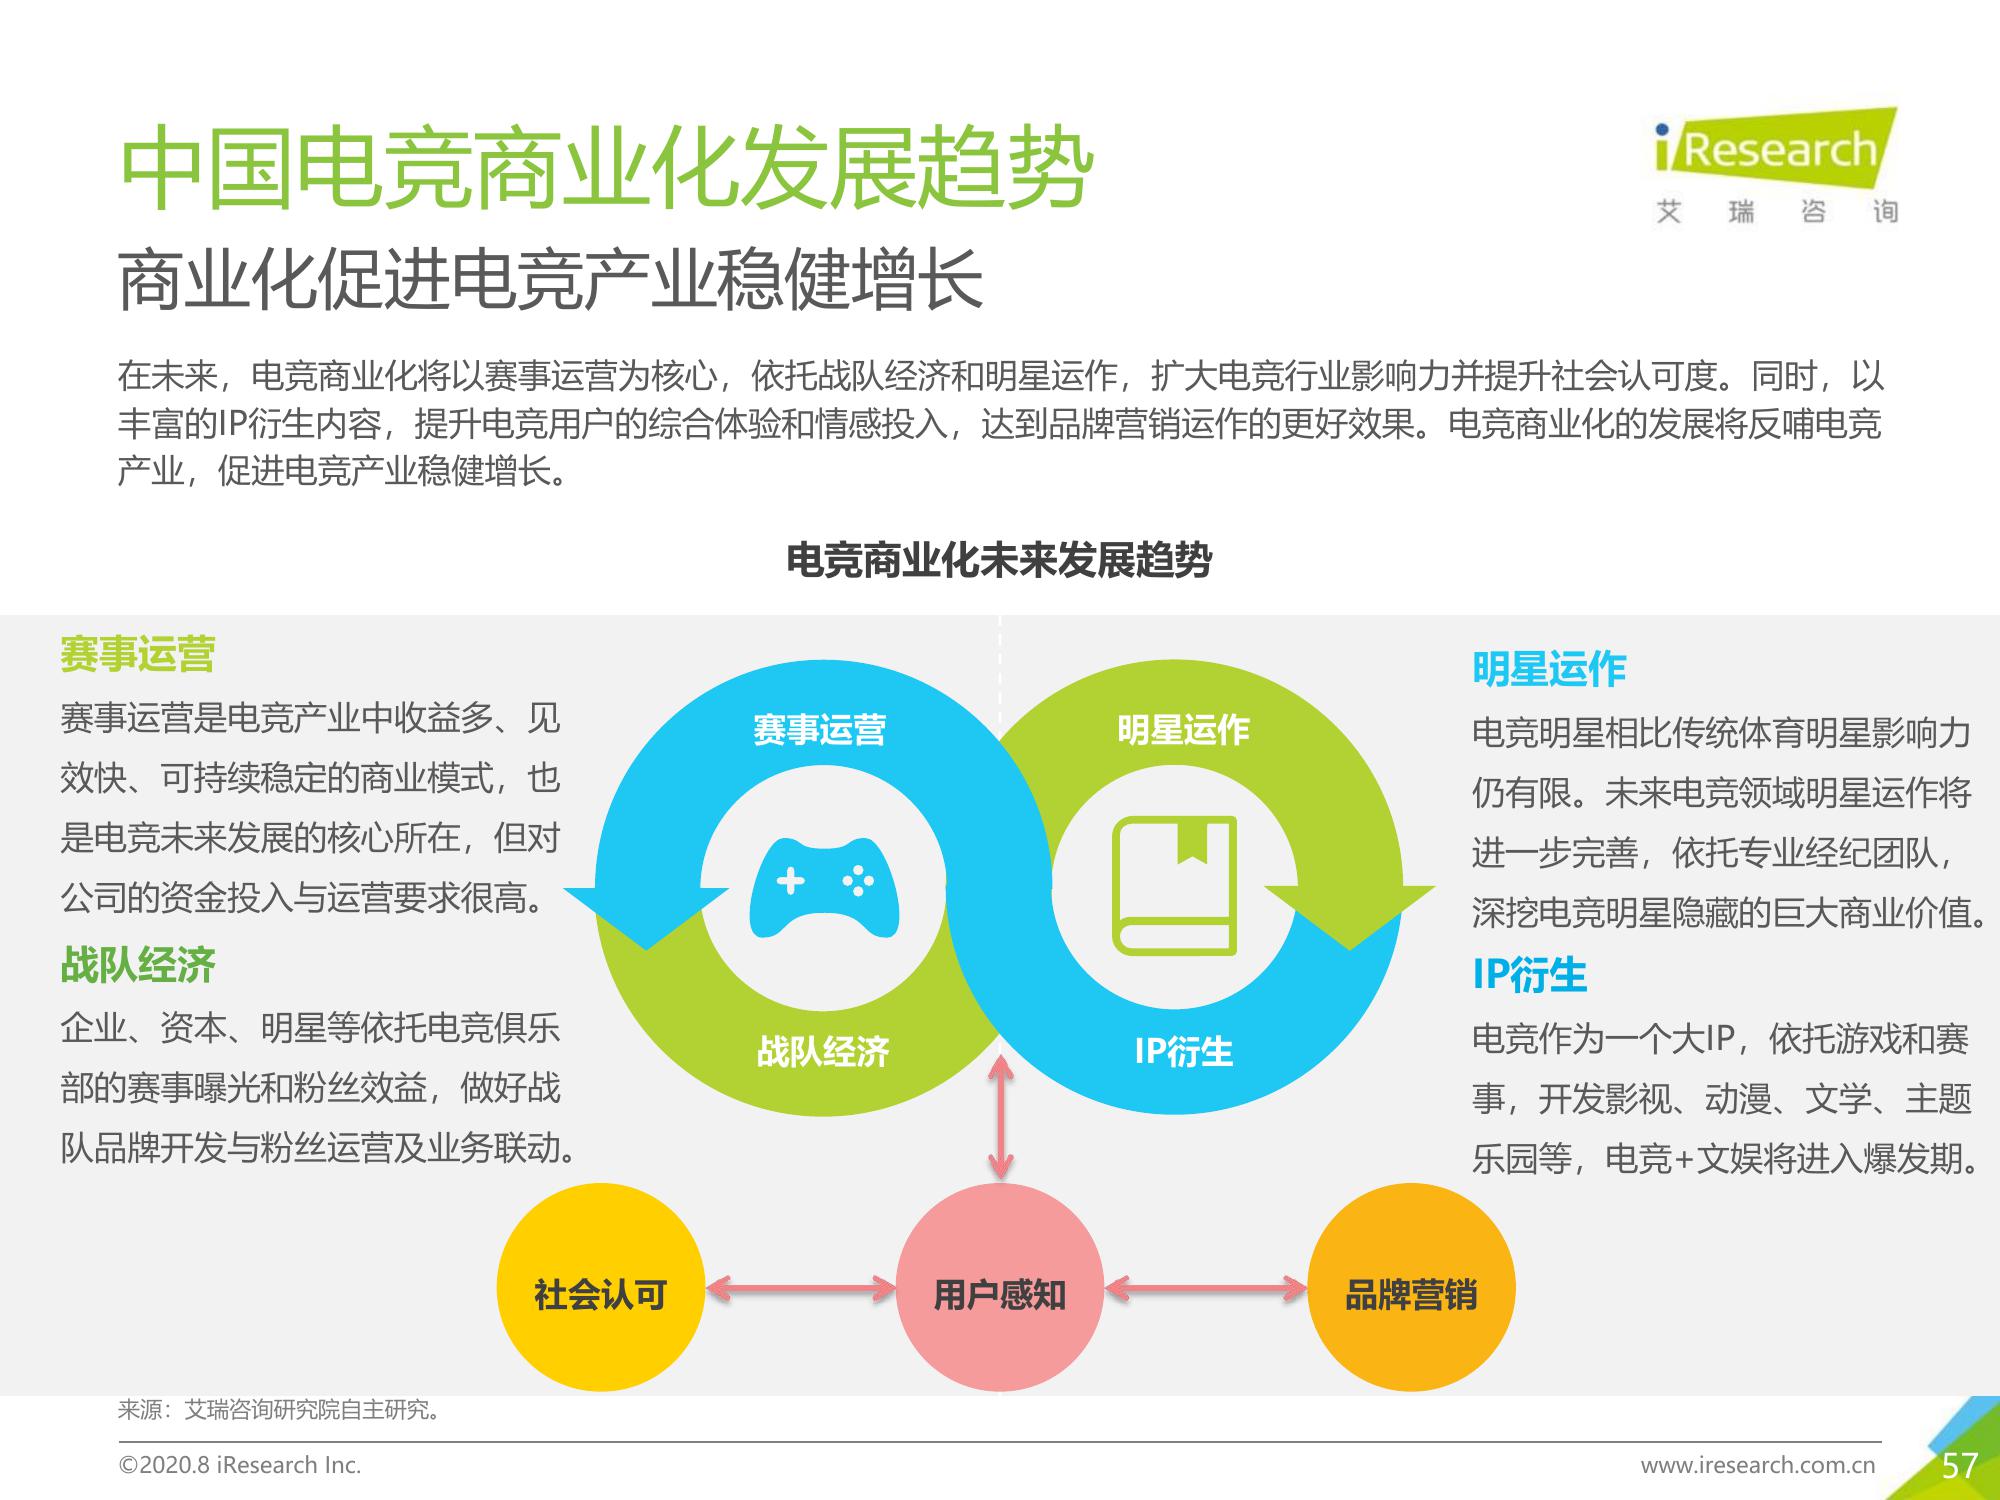 中国电竞商业化发展趋势
iResearch
艾瑞咨询
商业化促进电竞产业稳健增长
在未来，电竞商业化将以赛事运营为核心，依托战队经济和明星运作，扩大电竞行业影响力并提升社会认可度。同时，以
丰富的IP衍生内容，提升电竞用户的综合体验和情感投入，达到品牌营销运作的更好效果。电竞商业化的发展将反哺电竞
产业，促进电竞产业稳健增长。
电竞商业化未来发展趋势
赛事运营
赛事运营是电竞产业中收益多、见
效快、可持续稳定的商业模式，也
是电竞未来发展的核心所在，但对
公司的资金投入与运营要求很高。
战队经济
企业、资本、明星等依托电竞俱乐
部的赛事曝光和粉丝效益，做好战
队品牌开发与粉丝运营及业务联动。
赛事运营
明星运作
战队经济
IP衍生
明星运作
电竞明星相比传统体育明星影响力
仍有限。未来电竞领域明星运作将
进一步完善，依托专业经纪团队，
深挖电竞明星隐藏的巨大商业价值。
IP衍生
电竞作为一个大IP，依托游戏和赛
事，开发影视、动漫、文学、主题
乐园等，电竞+文娱将进入爆发期。
社会认可
用户感知
品牌营销
来源：艾瑞咨询研究院自主研究。
©2020.8 iResearch Inc.
www.iresearch.com.cn
57